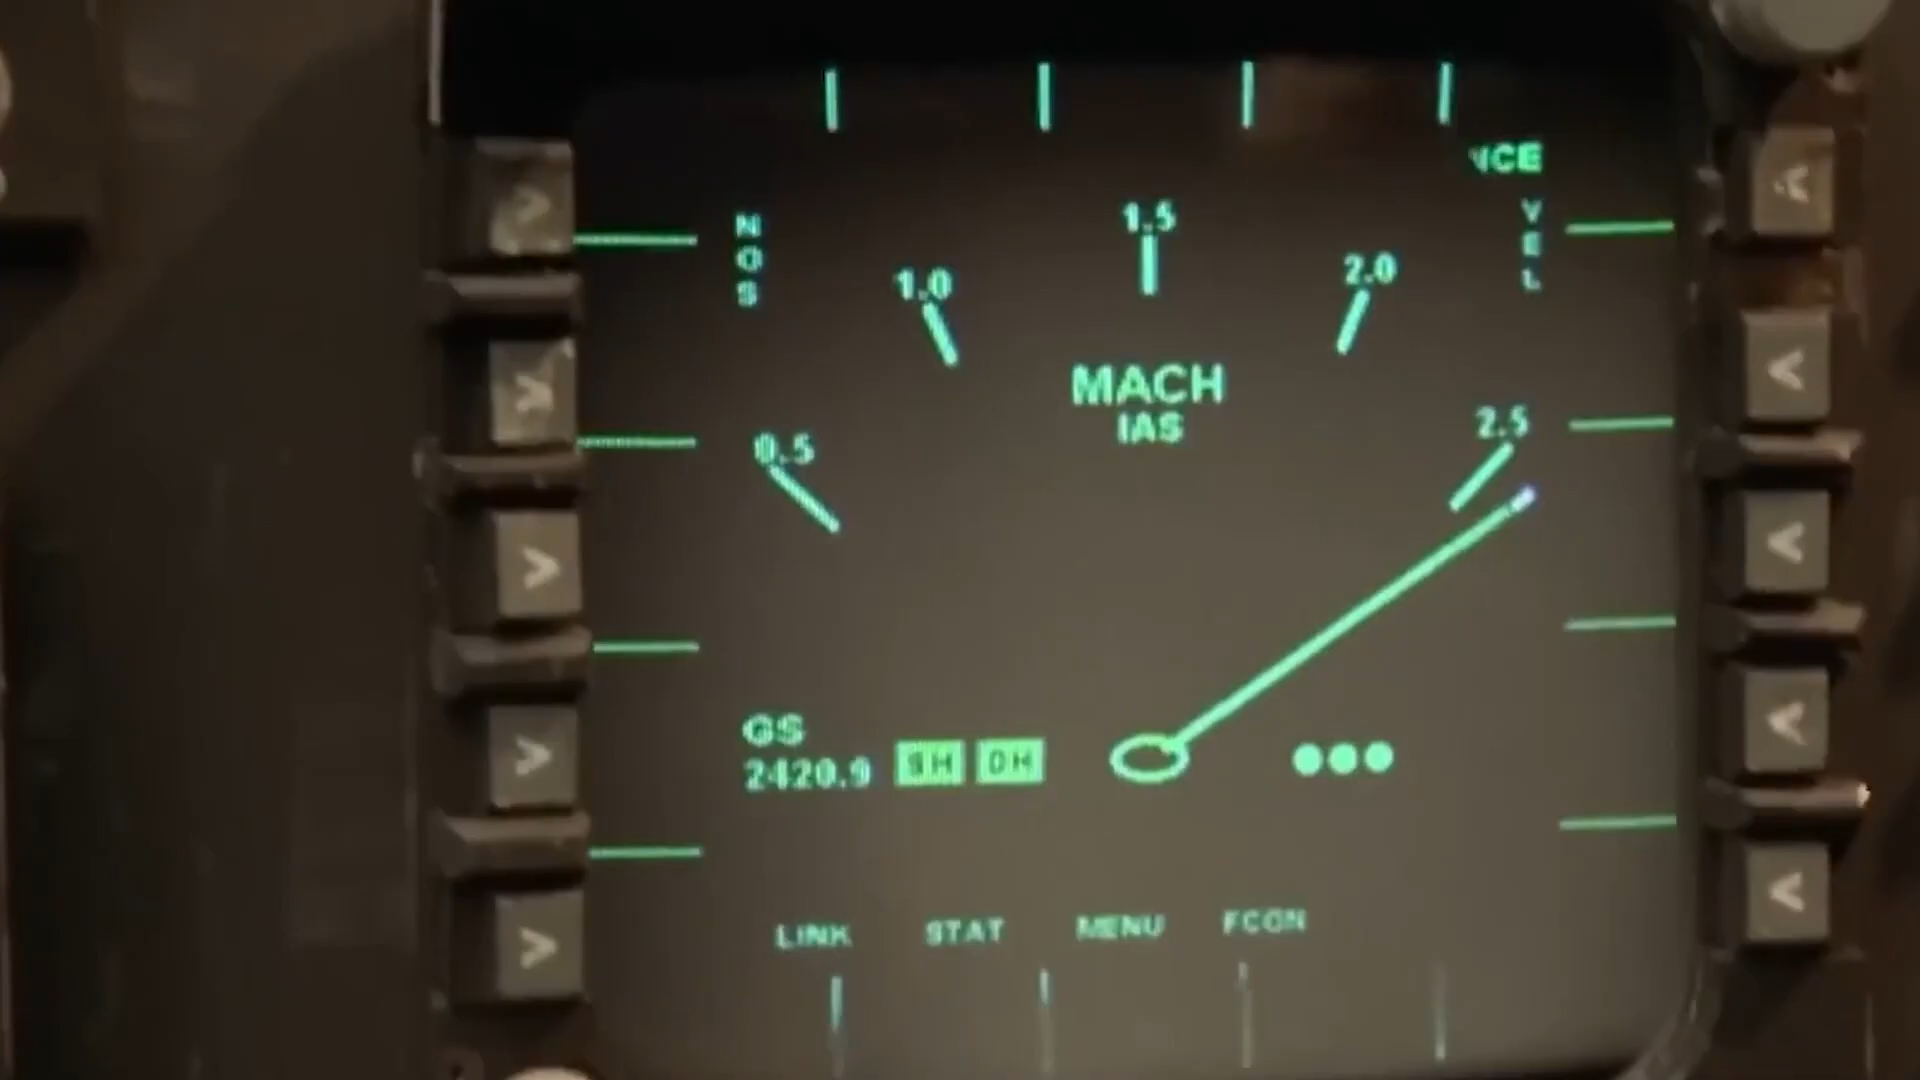 NCE
N
O
S
V
E
L
1.5
1.0
2.0
MACH
IAS
0.5
2.5
GS
2420.9 SH DH
LINK STAT MENU FCON